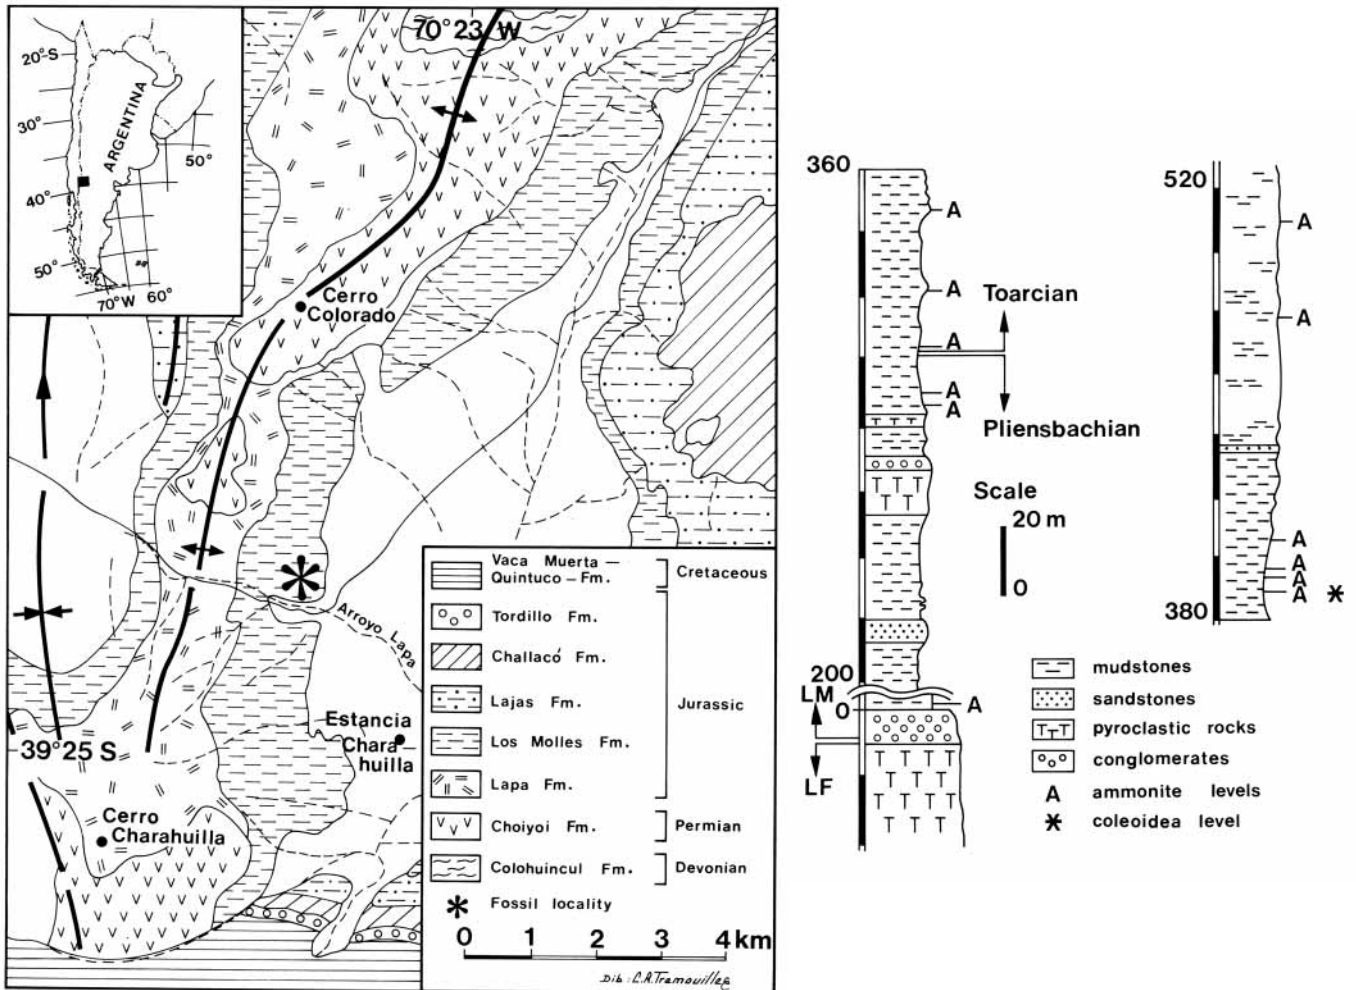 70°23 W
20°S
30°
40°
50°
ARGENTINA
50°
70°W 60°
Cerro
Colorado
Arroyo Lapa
Estancia
Chara-
huilla
39°25 S
Cerro
Charahuilla
Vaca Muerta —
Quintuco — Fm.
Cretaceous
Tordillo Fm.
Challacó Fm.
Lajas Fm.
Jurassic
Los Molles Fm.
Lapa Fm.
Choiyoi Fm.
Permian
Colohuincul Fm.
Devonian
Fossil locality
0 1 2 3 4 km
Dib: C.A.Tremouilles
360
A
A
Toarcian
A
A
A
Pliensbachian
Scale
20 m
0
200
LM
0
A
LF
520
A
A
A
A
A
A
380
mudstones
sandstones
pyroclastic rocks
conglomerates
A ammonite levels
coleoidea level